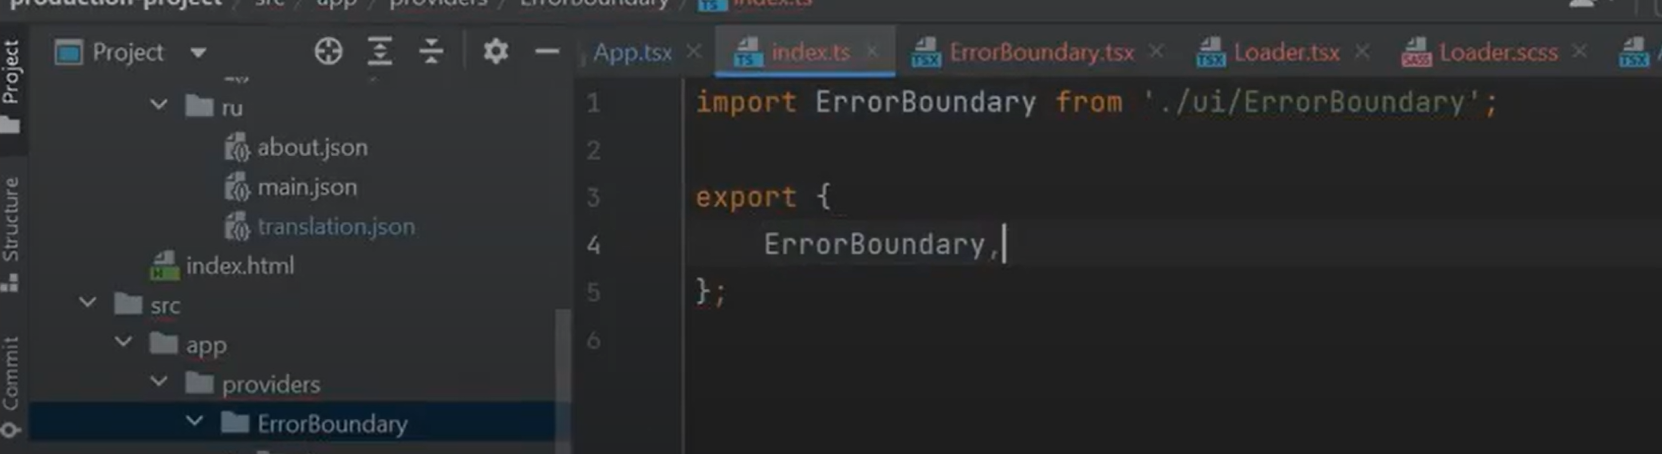 production-project src app providers ErrorBoundary index.ts
Project
App.tsx index.ts ErrorBoundary.tsx Loader.tsx Loader.scss
Project
Structure
Commit
ru
about.json
main.json
translation.json
index.html
src
app
providers
ErrorBoundary
1 import ErrorBoundary from './ui/ErrorBoundary';
2
3 export {
4 ErrorBoundary,
5 };
6